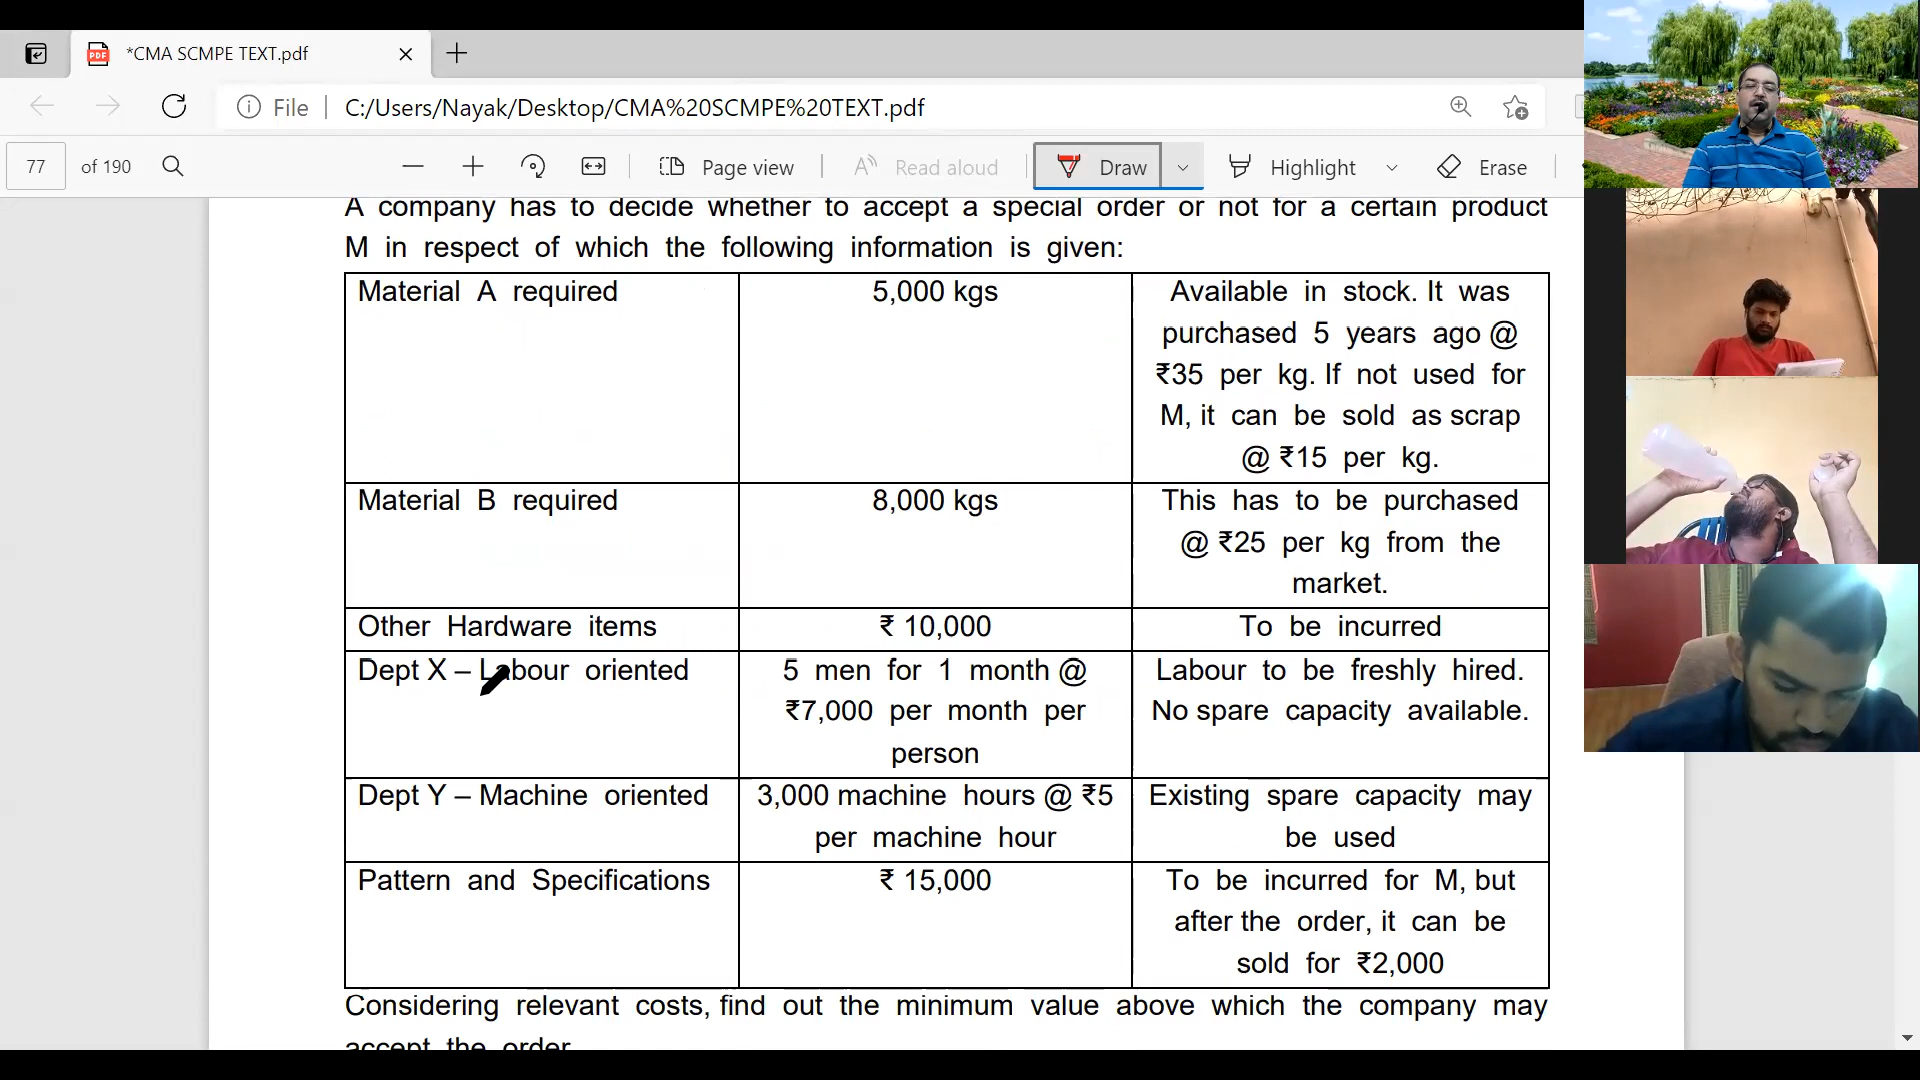 *CMA SCMPE TEXT.pdf
File
C:/Users/Nayak/Desktop/CMA%20SCMPE%20TEXT.pdf
77 of 190
Page view
Read aloud
Draw
Highlight
Erase
A company has to decide whether to accept a special order or not for a certain product
M in respect of which the following information is given:
Material A required
5,000 kgs
Available in stock. It was
purchased 5 years ago @
₹35 per kg. If not used for
M, it can be sold as scrap
@ ₹15 per kg.
Material B required
8,000 kgs
This has to be purchased
@ ₹25 per kg from the
market.
Other Hardware items
₹ 10,000
To be incurred
Dept X – Labour oriented
5 men for 1 month @
₹7,000 per month per
person
Labour to be freshly hired.
No spare capacity available.
Dept Y – Machine oriented
3,000 machine hours @ ₹5
per machine hour
Existing spare capacity may
be used
Pattern and Specifications
₹ 15,000
To be incurred for M, but
after the order, it can be
sold for ₹2,000
Considering relevant costs, find out the minimum value above which the company may
accept the order